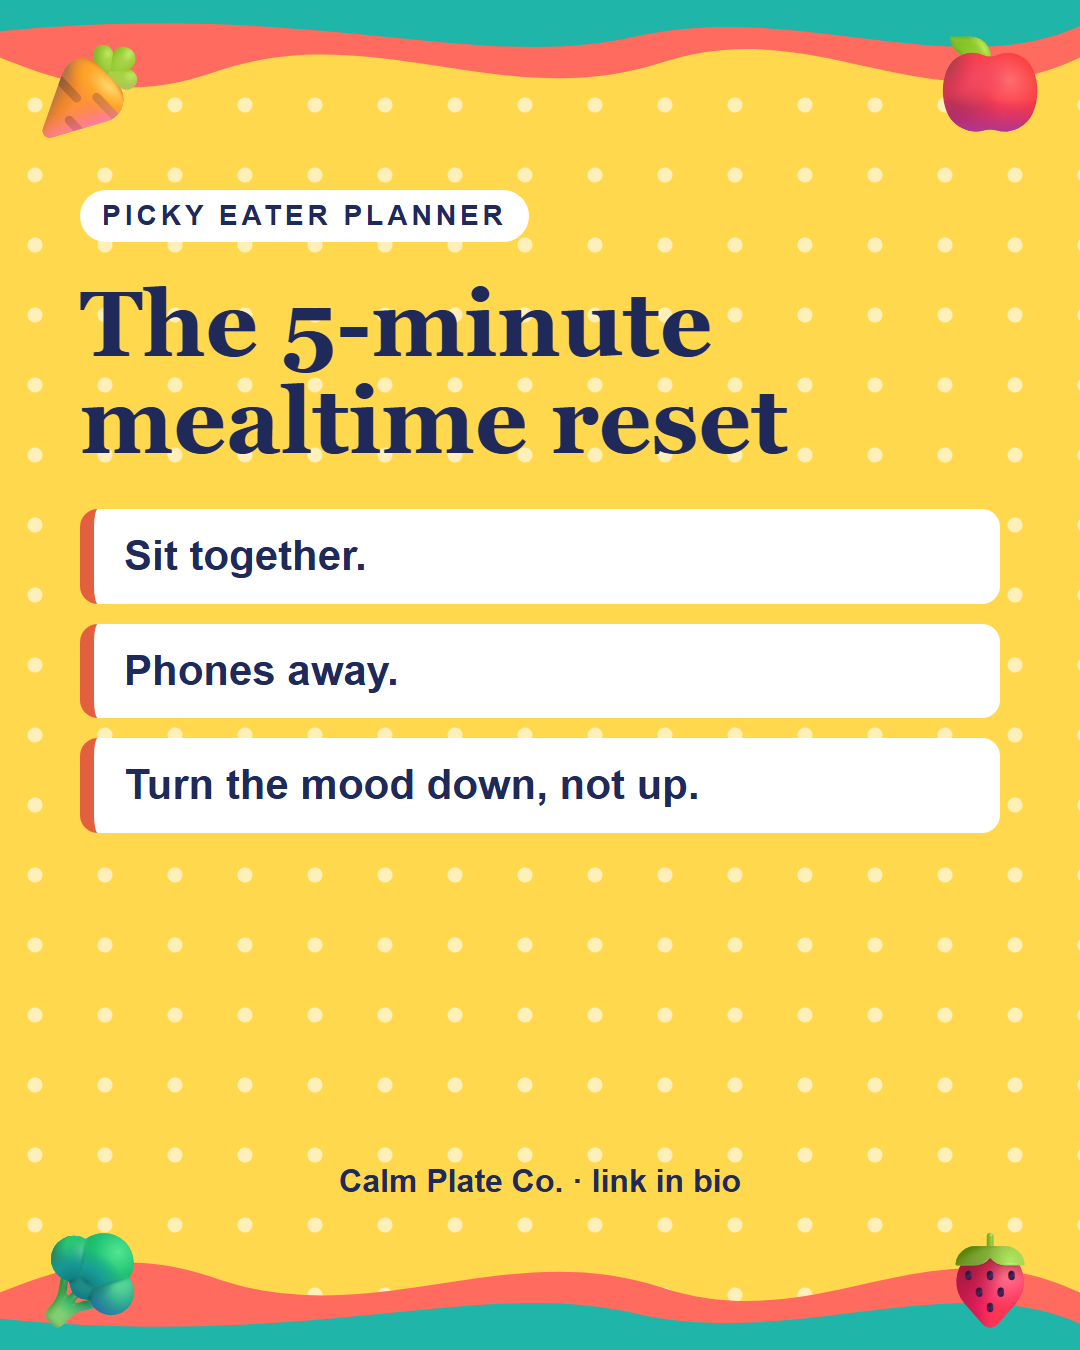 PICKY EATER PLANNER
The 5-minute
mealtime reset
Sit together.
Phones away.
Turn the mood down, not up.
Calm Plate Co. · link in bio